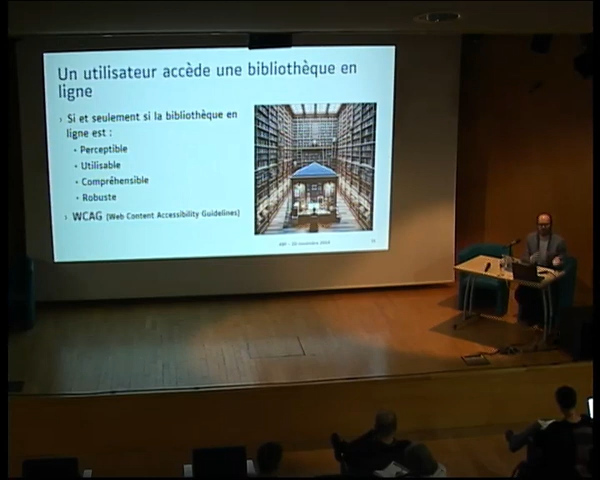 Un utilisateur accède une bibliothèque en
ligne
› Si et seulement si la bibliothèque en
ligne est :
• Perceptible
• Utilisable
• Compréhensible
• Robuste
› WCAG [Web Content Accessibility Guidelines]
novembre